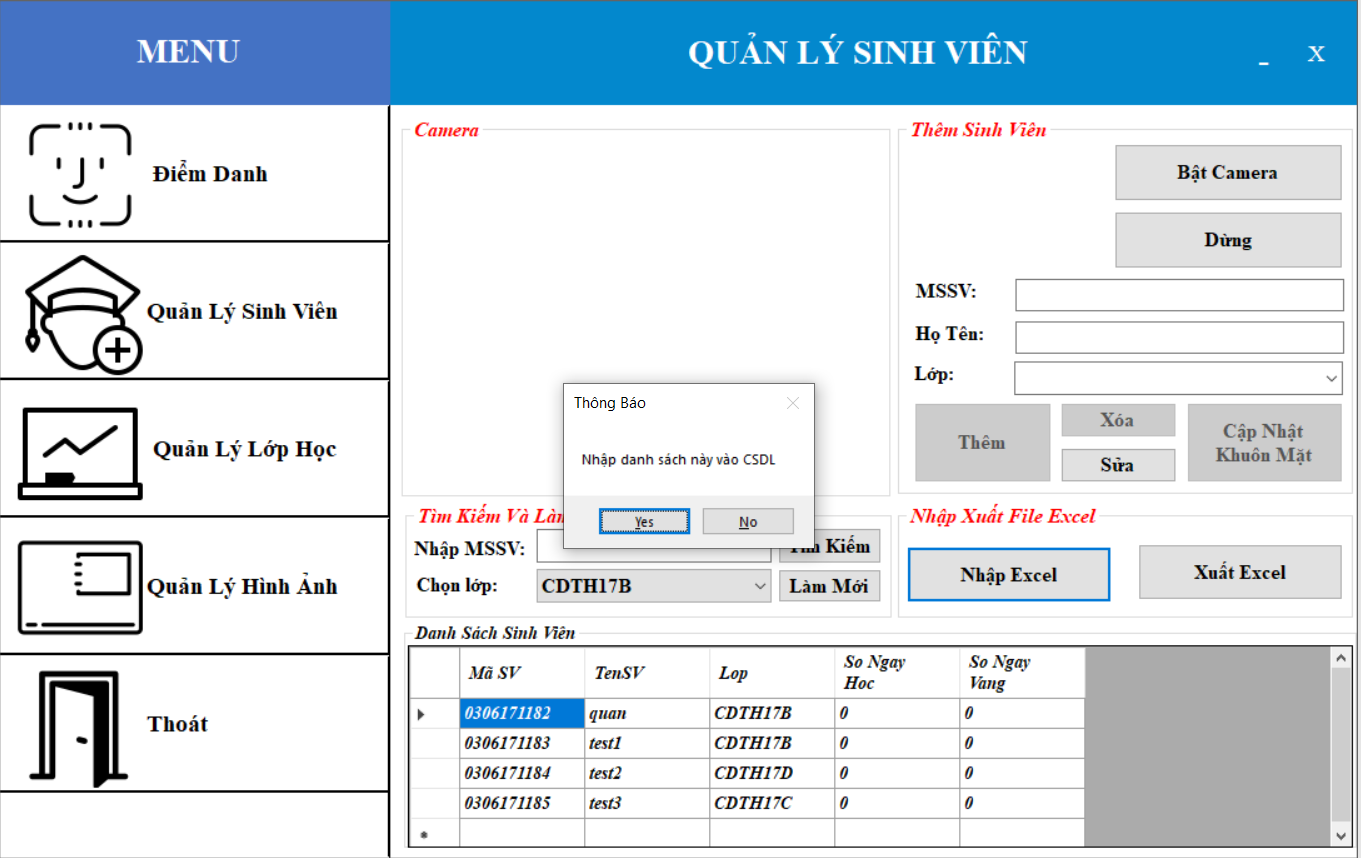 MENU
QUẢN LÝ SINH VIÊN
_ X
Điểm Danh
Quản Lý Sinh Viên
Quản Lý Lớp Học
Quản Lý Hình Ảnh
Thoát
Camera
Thêm Sinh Viên
Bật Camera
Dừng
MSSV:
Họ Tên:
Lớp:
Thêm
Xóa
Sửa
Cập Nhật
Khuôn Mặt
Thông Báo
Nhập danh sách này vào CSDL
Yes
No
Tìm Kiếm Và Làm
Nhập MSSV:
Tìm Kiếm
Chọn lớp:
CDTH17B
Làm Mới
Nhập Xuất File Excel
Nhập Excel
Xuất Excel
Danh Sách Sinh Viên
Mã SV TenSV Lop So Ngay Hoc So Ngay Vang
0306171182 quan CDTH17B 0 0
0306171183 test1 CDTH17B 0 0
0306171184 test2 CDTH17D 0 0
0306171185 test3 CDTH17C 0 0